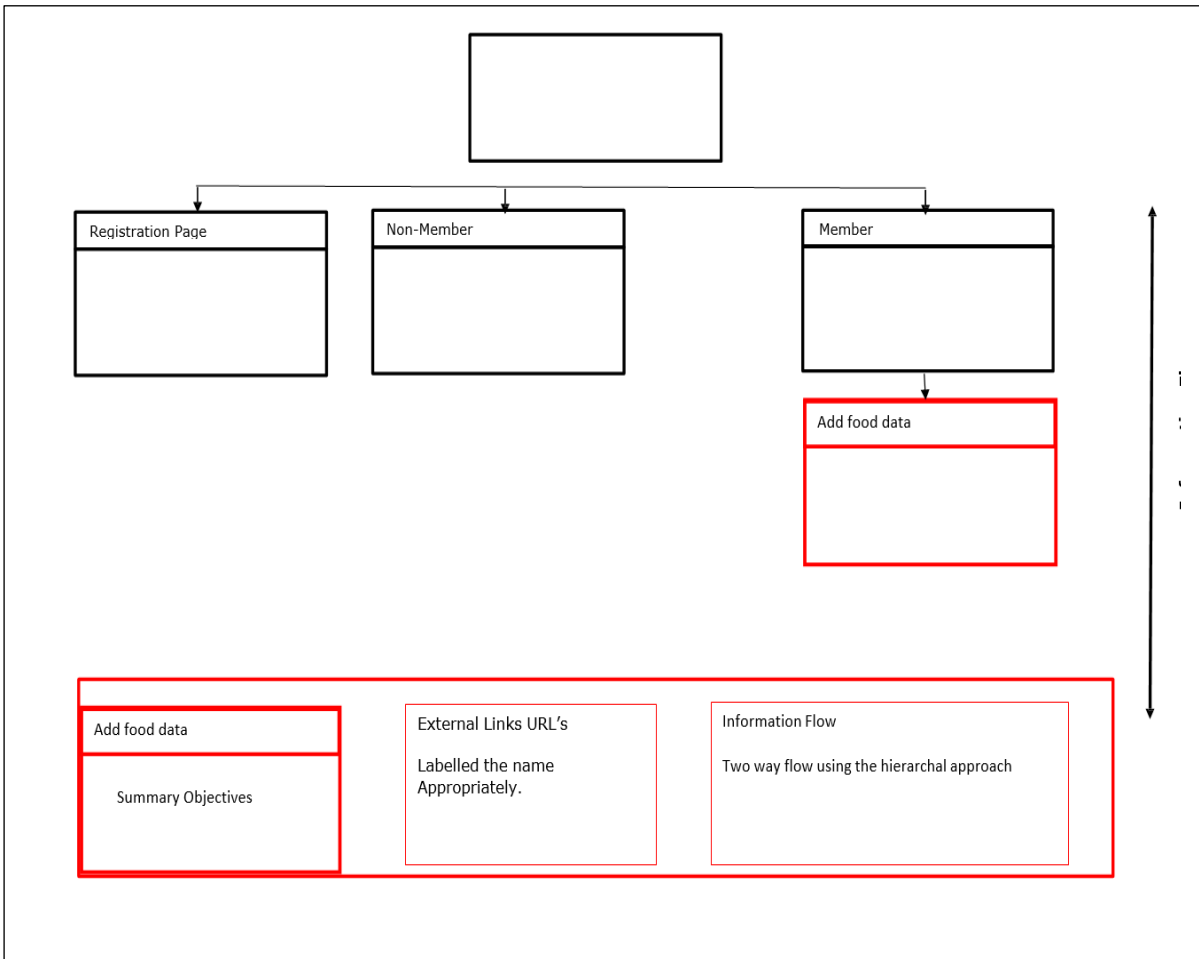 Registration Page
Non-Member
Member
Add food data
Add food data
Summary Objectives
External Links URL's
Labelled the name
Appropriately.
Information Flow
Two way flow using the hierarchal approach